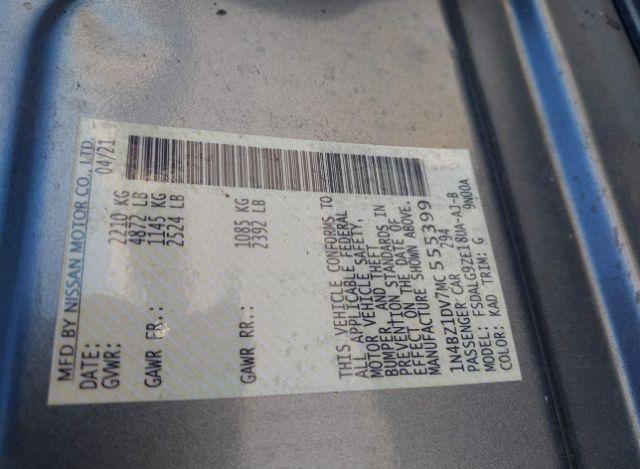 MFD BY NISSAN MOTOR CO., LTD
DATE: 04/21
GVWR: 2210 KG
4872 LB
GAWR FR.: 1145 KG
2524 LB
GAWR RR.: 1085 KG
2392 LB
THIS VEHICLE CONFORMS TO
ALL APPLICABLE FEDERAL
MOTOR VEHICLE SAFETY,
BUMPER, AND THEFT
PREVENTION STANDARDS IN
EFFECT ON THE DATE OF
MANUFACTURE SHOWN ABOVE.
1N4BZ1DV7MC 555399
PASSENGER CAR 794
MODEL: FSDALG9ZE18UA-AJ-B
COLOR: KAD TRIM: G 9N00A